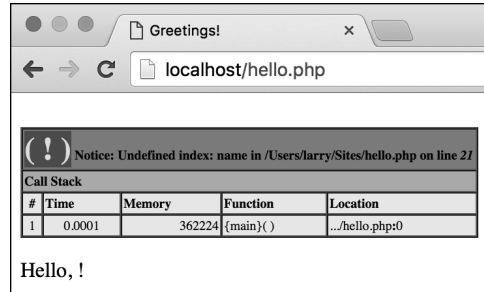 Greetings! ×
localhost/hello.php
( ! ) Notice: Undefined index: name in /Users/larry/Sites/hello.php on line 21
Call Stack
# Time Memory Function Location
1 0.0001 362224 {main}( ) .../hello.php:0
Hello, !